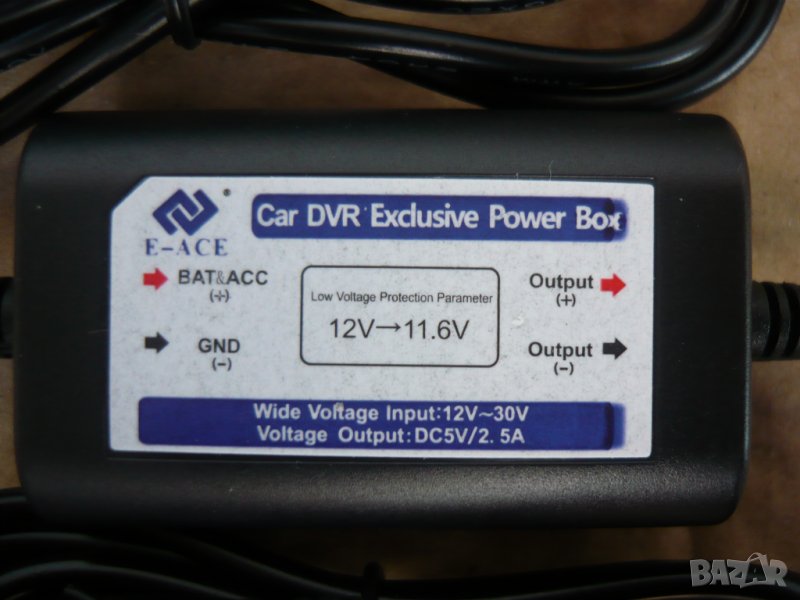 Car DVR Exclusive Power Box
®
E-ACE
BAT&ACC
(+)
GND
(-)
Low Voltage Protection Parameter
12V→11.6V
Output
(+)
Output
(-)
Wide Voltage Input:12V~30V
Voltage Output:DC5V/2.5A
BAZAR